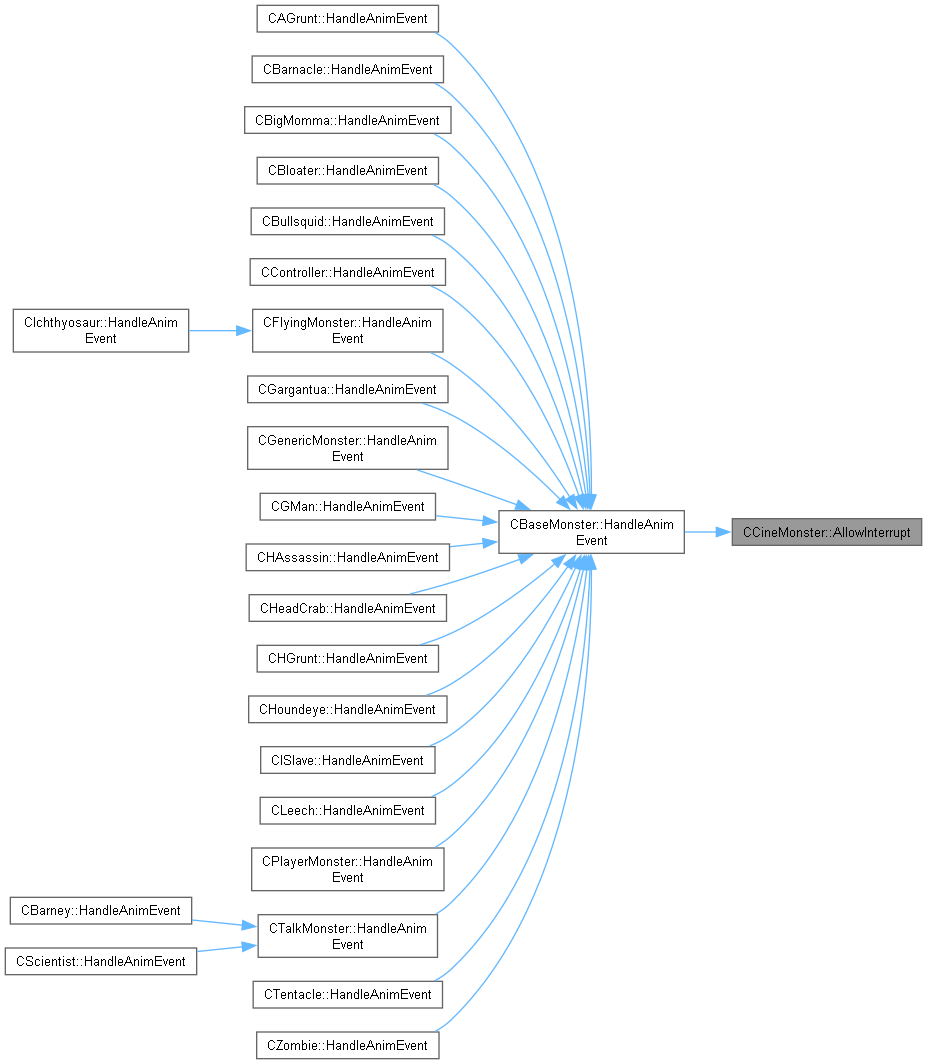 CAGrunt::HandleAnimEvent
CBarnacle::HandleAnimEvent
CBigMomma::HandleAnimEvent
CBloater::HandleAnimEvent
CBullsquid::HandleAnimEvent
CController::HandleAnimEvent
CIchthyosaur::HandleAnim
Event
CFlyingMonster::HandleAnim
Event
CGargantua::HandleAnimEvent
CGenericMonster::HandleAnim
Event
CGMan::HandleAnimEvent
CBaseMonster::HandleAnim
Event
CCineMonster::AllowInterrupt
CHAssassin::HandleAnimEvent
CHeadCrab::HandleAnimEvent
CHGrunt::HandleAnimEvent
CHoundeye::HandleAnimEvent
CISlave::HandleAnimEvent
CLeech::HandleAnimEvent
CPlayerMonster::HandleAnim
Event
CBarney::HandleAnimEvent
CTalkMonster::HandleAnim
Event
CScientist::HandleAnimEvent
CTentacle::HandleAnimEvent
CZombie::HandleAnimEvent